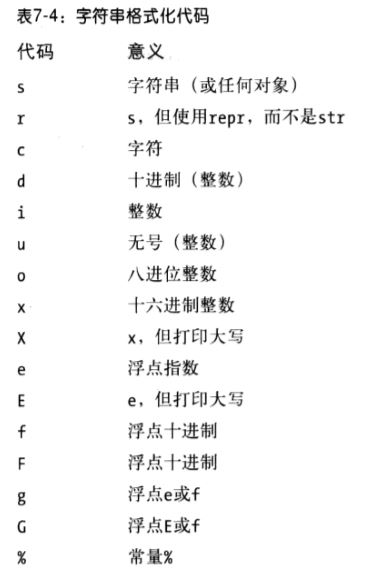 表7-4：字符串格式化代码
代码 意义
s 字符串（或任何对象）
r s，但使用repr，而不是str
c 字符
d 十进制（整数）
i 整数
u 无号（整数）
o 八进位整数
x 十六进制整数
X x，但打印大写
e 浮点指数
E e，但打印大写
f 浮点十进制
F 浮点十进制
g 浮点e或f
G 浮点E或f
% 常量%